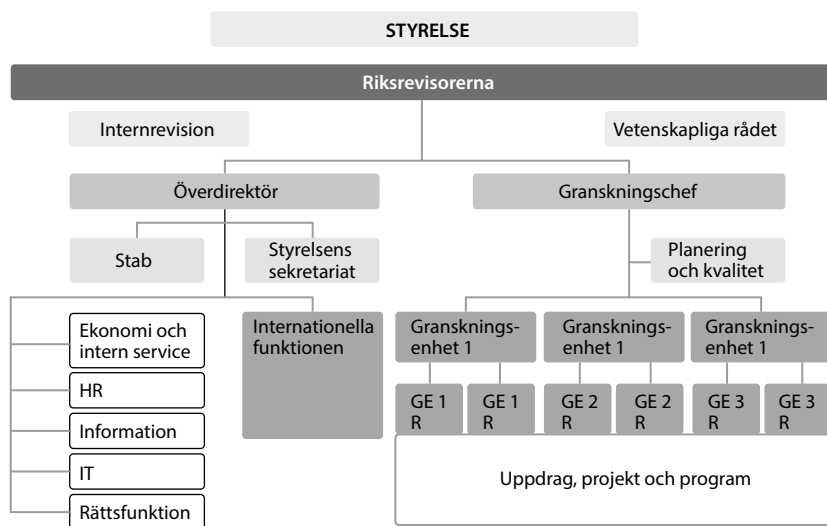 STYRELSE
Riksrevisorerna
Internrevision
Vetenskapliga rådet
Överdirektör
Granskningschef
Stab
Styrelsens
sekretariat
Planering
och kvalitet
Ekonomi och
intern service
HR
Information
IT
Rättsfunktion
Internationella
funktionen
Gransknings-
enhet 1
Gransknings-
enhet 1
Gransknings-
enhet 1
GE 1
R
GE 1
R
GE 2
R
GE 2
R
GE 3
R
GE 3
R
Uppdrag, projekt och program